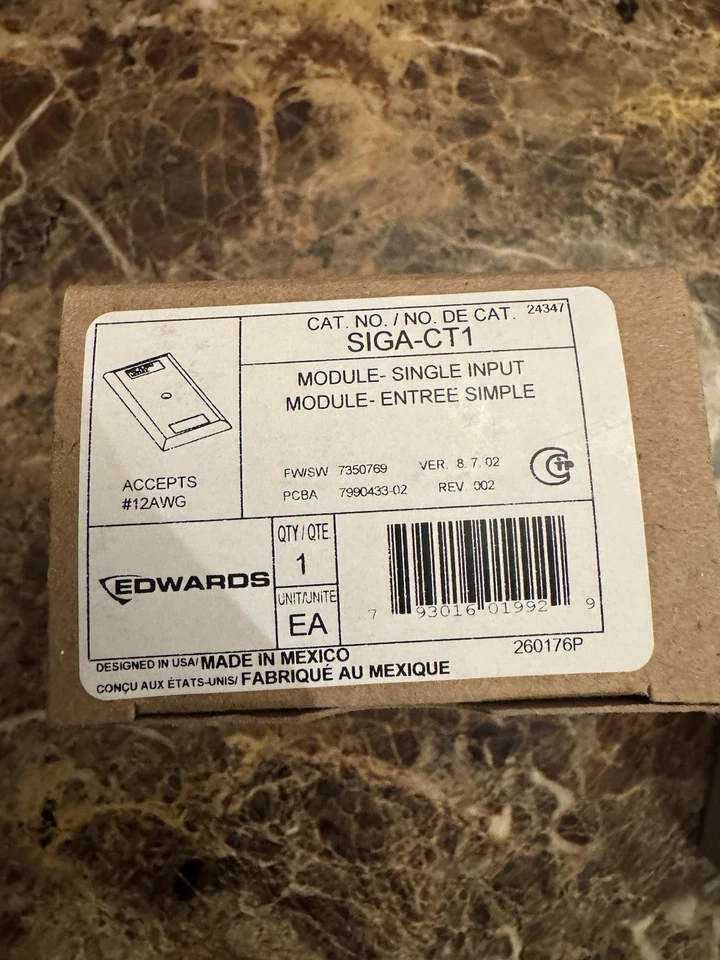 CAT. NO. / NO. DE CAT. 24347
SIGA-CT1
MODULE- SINGLE INPUT
MODULE- ENTREE SIMPLE
ACCEPTS
#12AWG
FW/SW 7350769 VER. 8.7.02
PCBA 7990433-02 REV. 002
EDWARDS
QTY / QTE.
1
UNIT/UNITE
EA
7 93016 01992 9
260176P
DESIGNED IN USA/ MADE IN MEXICO
CONÇU AUX ÉTATS-UNIS/ FABRIQUÉ AU MEXIQUE